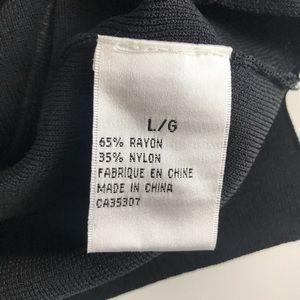 L/G
65% RAYON
35% NYLON
FABRIQUE EN CHINE
MADE IN CHINA
CA35307